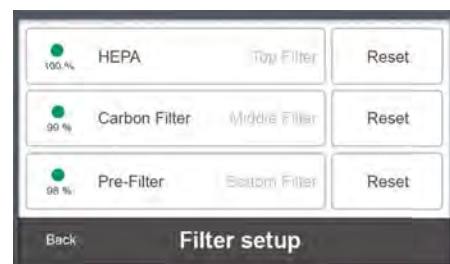 HEPA Top Filter Reset
100 %
Carbon Filter Middle Filter Reset
99 %
Pre-Filter Bottom Filter Reset
98 %
Back Filter setup